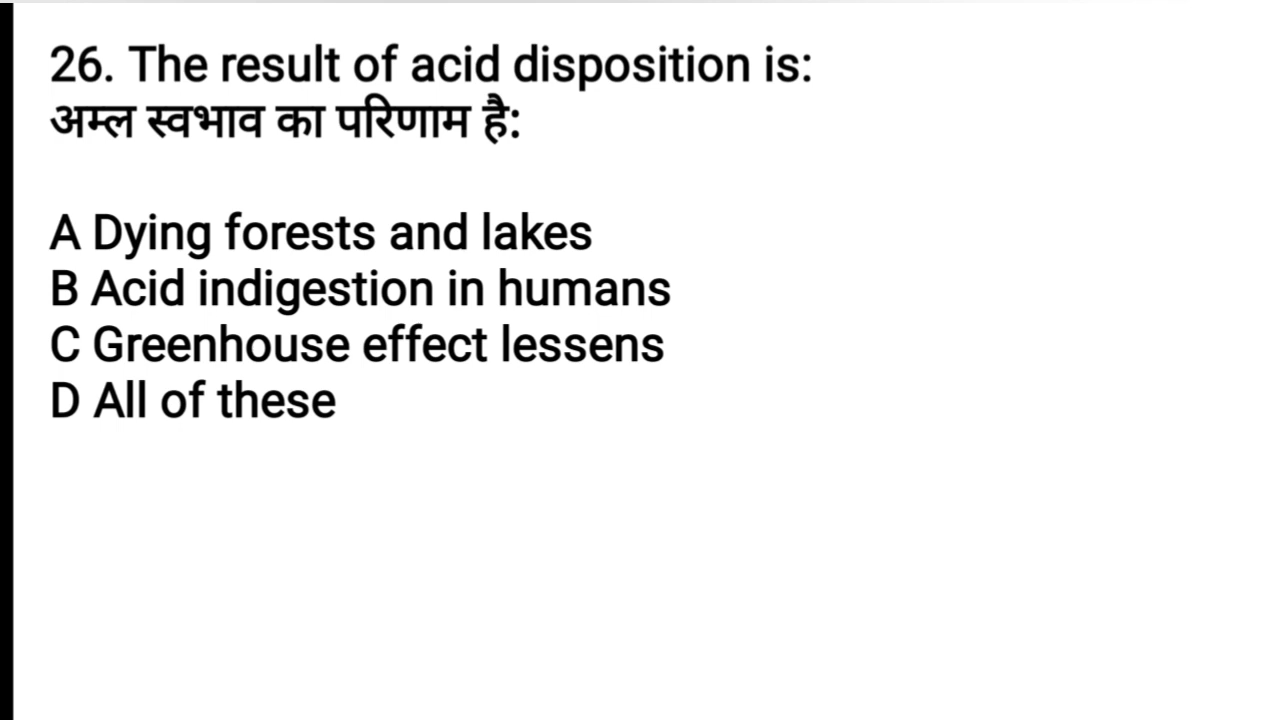 26. The result of acid disposition is:
अम्ल स्वभाव का परिणाम है:
A Dying forests and lakes
B Acid indigestion in humans
C Greenhouse effect lessens
D All of these